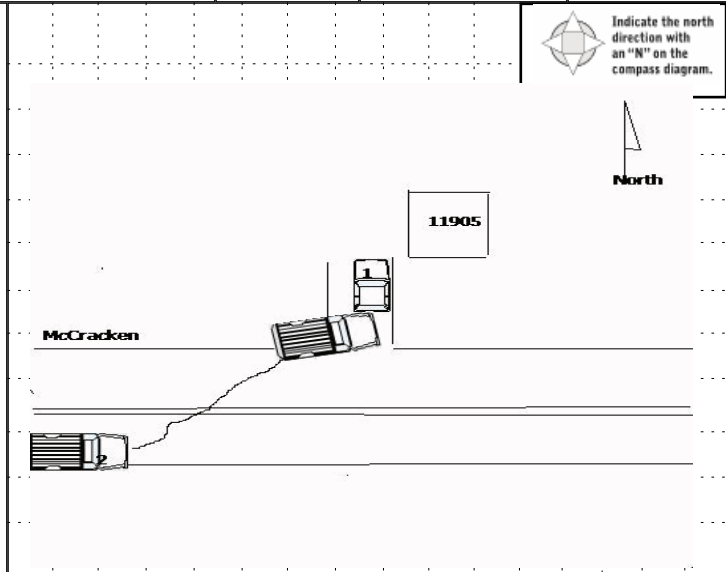 Indicate the north
direction with
an “N” on the
compass diagram.
North
11905
1
McCracken
2